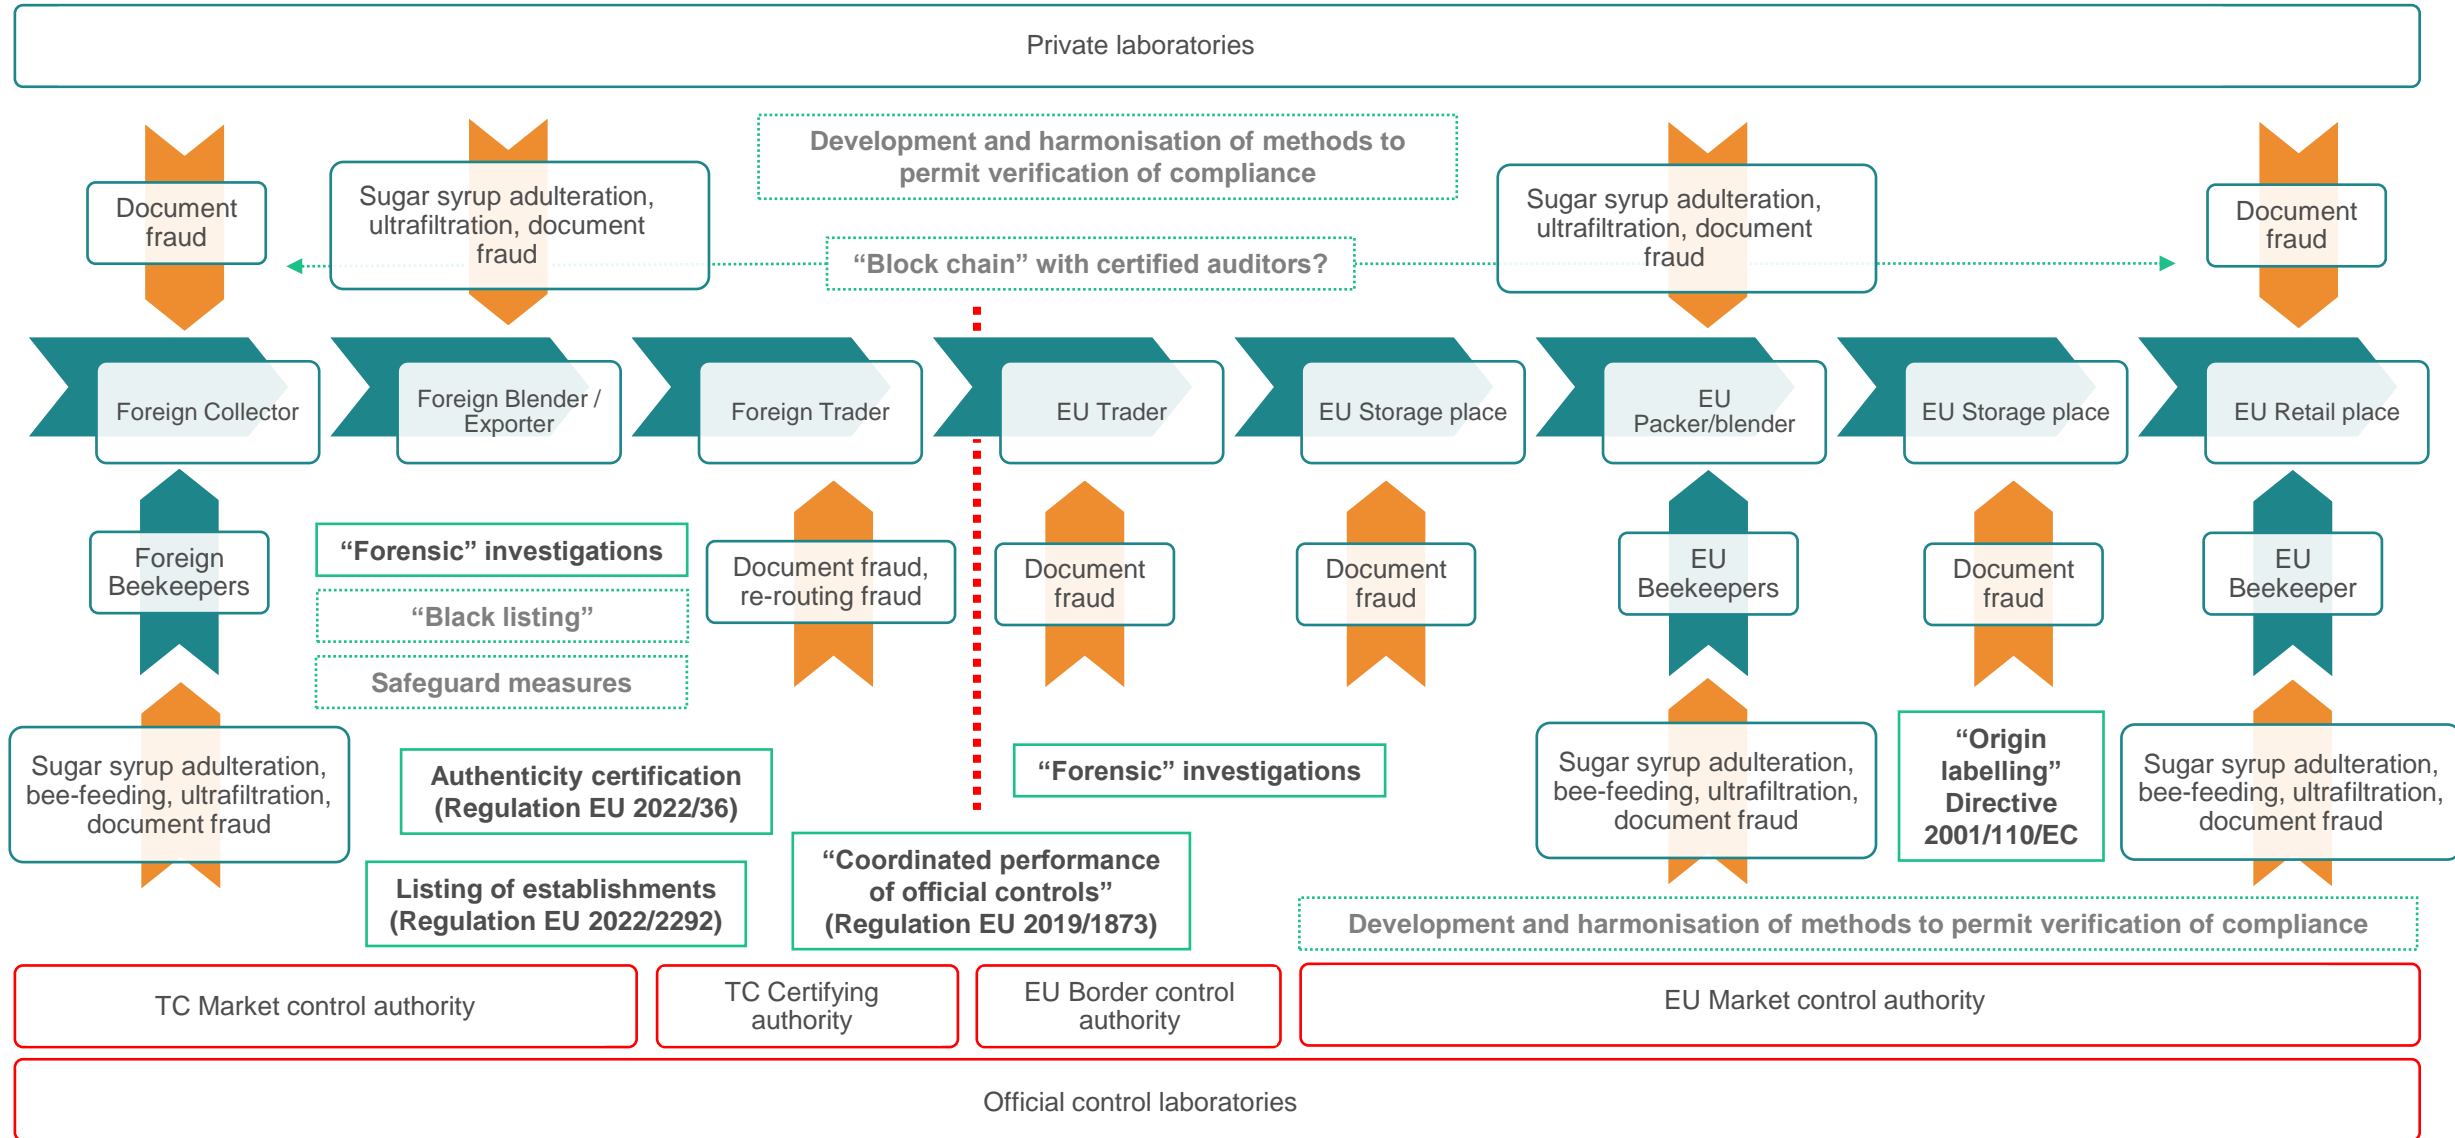 Private laboratories
Development and harmonisation of methods to
permit verification of compliance
Document
fraud
Sugar syrup adulteration,
ultrafiltration, document
fraud
“Block chain” with certified auditors?
Sugar syrup adulteration,
ultrafiltration, document
fraud
Document
fraud
Foreign Collector
Foreign Blender /
Exporter
Foreign Trader
EU Trader
EU Storage place
EU
Packer/blender
EU Storage place
EU Retail place
Foreign
Beekeepers
“Forensic” investigations
“Black listing”
Safeguard measures
Document fraud,
re-routing fraud
Document
fraud
Document
fraud
EU
Beekeepers
Document
fraud
EU
Beekeeper
Sugar syrup adulteration,
bee-feeding, ultrafiltration,
document fraud
Authenticity certification
(Regulation EU 2022/36)
“Forensic” investigations
Sugar syrup adulteration,
bee-feeding, ultrafiltration,
document fraud
“Origin
labelling”
Directive
2001/110/EC
Sugar syrup adulteration,
bee-feeding, ultrafiltration,
document fraud
Listing of establishments
(Regulation EU 2022/2292)
“Coordinated performance
of official controls”
(Regulation EU 2019/1873)
Development and harmonisation of methods to permit verification of compliance
TC Market control authority
TC Certifying
authority
EU Border control
authority
EU Market control authority
Official control laboratories